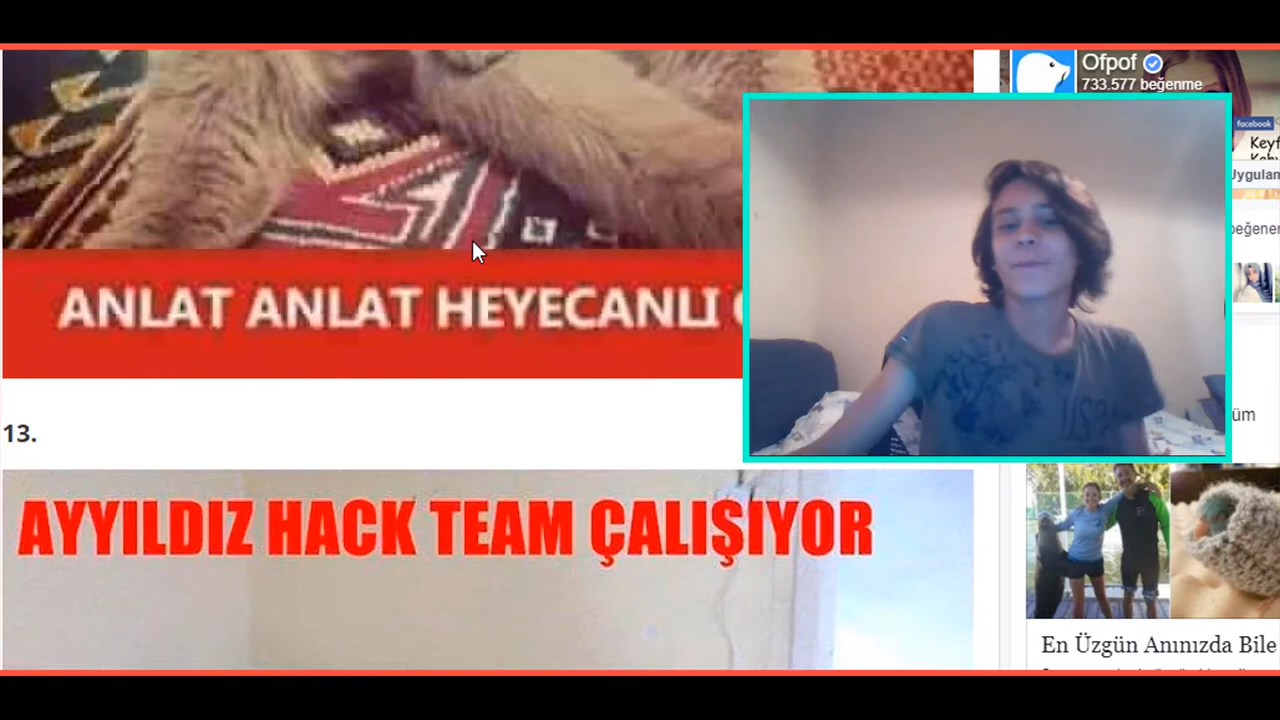 Ofpof
733.577 beğenme
facebook
ANLAT ANLAT HEYECANLI
13.
AYYILDIZ HACK TEAM ÇALIŞIYOR
En Üzgün Anınızda Bile